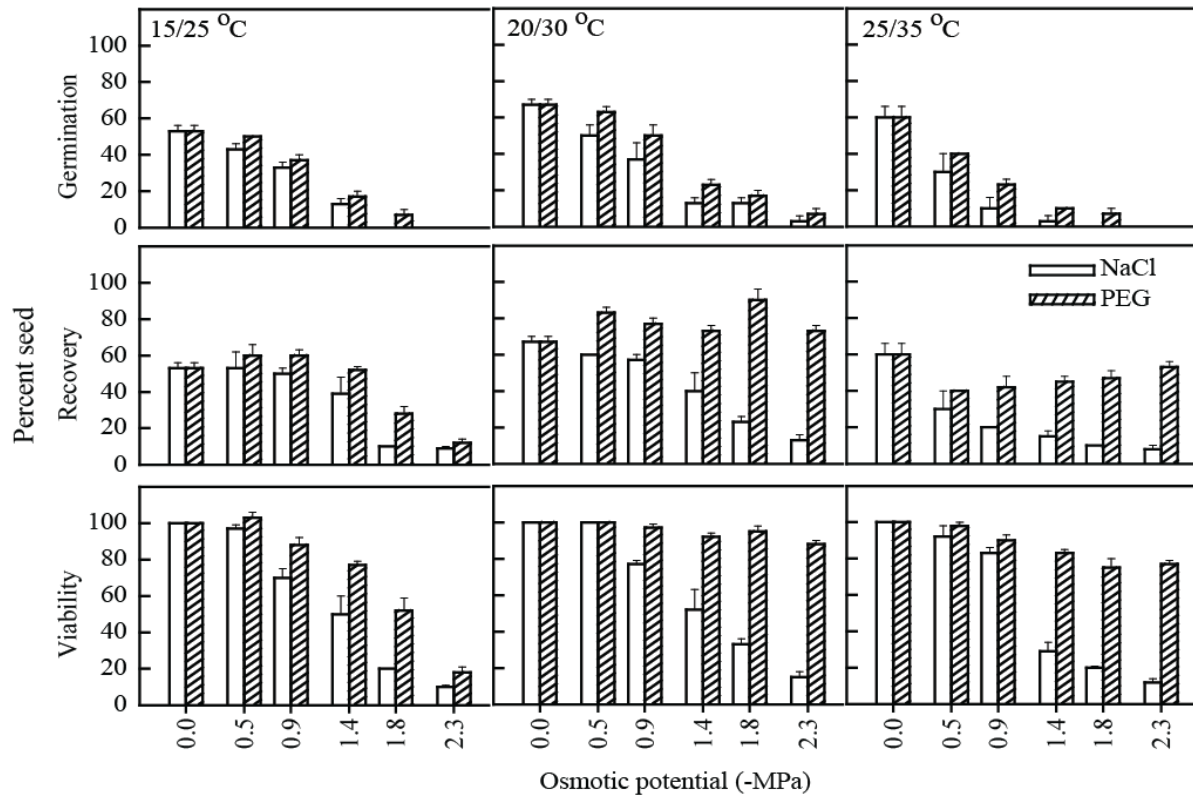 15/25 °C
20/30 °C
25/35 °C
100
80
60
40
20
0
Germination
NaCl
PEG
100
80
60
40
20
0
Recovery
Percent seed
100
80
60
40
20
0
Viability
0.0 0.5 0.9 1.4 1.8 2.3
0.0 0.5 0.9 1.4 1.8 2.3
0.0 0.5 0.9 1.4 1.8 2.3
Osmotic potential (-MPa)